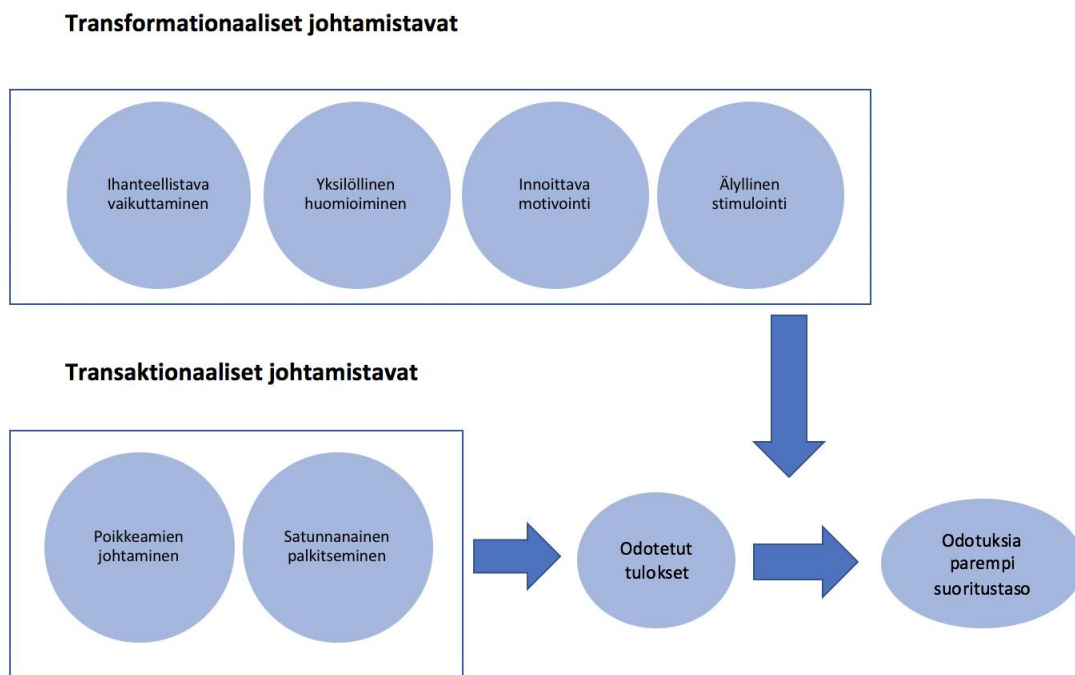 Transformationaaliset johtamistavat
Ihanteellistava
vaikuttaminen
Yksilöllinen
huomioiminen
Innoittava
motivointi
Älyllinen
stimulointi
Transaktionaaliset johtamistavat
Poikkeamien
johtaminen
Satunnanainen
palkitseminen
Odotetut
tulokset
Odotuksia
parempi
suoritustaso